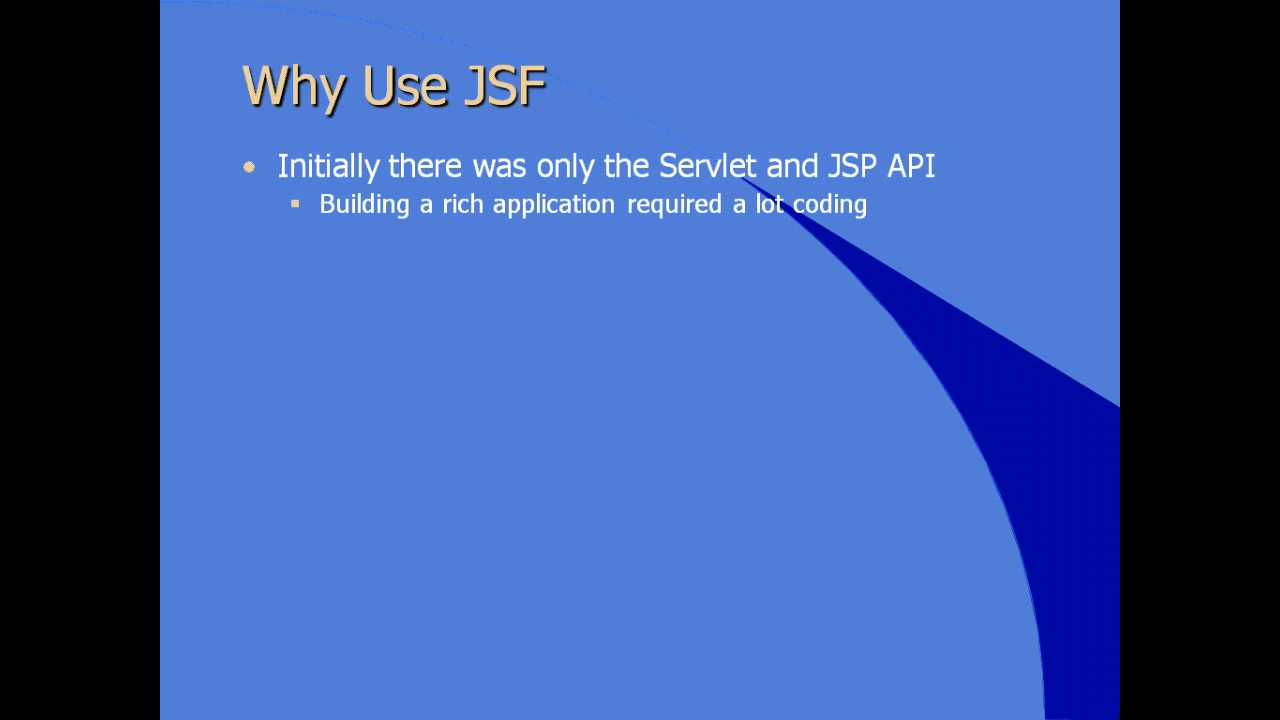 Why Use JSF
Initially there was only the Servlet and JSP API
Building a rich application required a lot coding